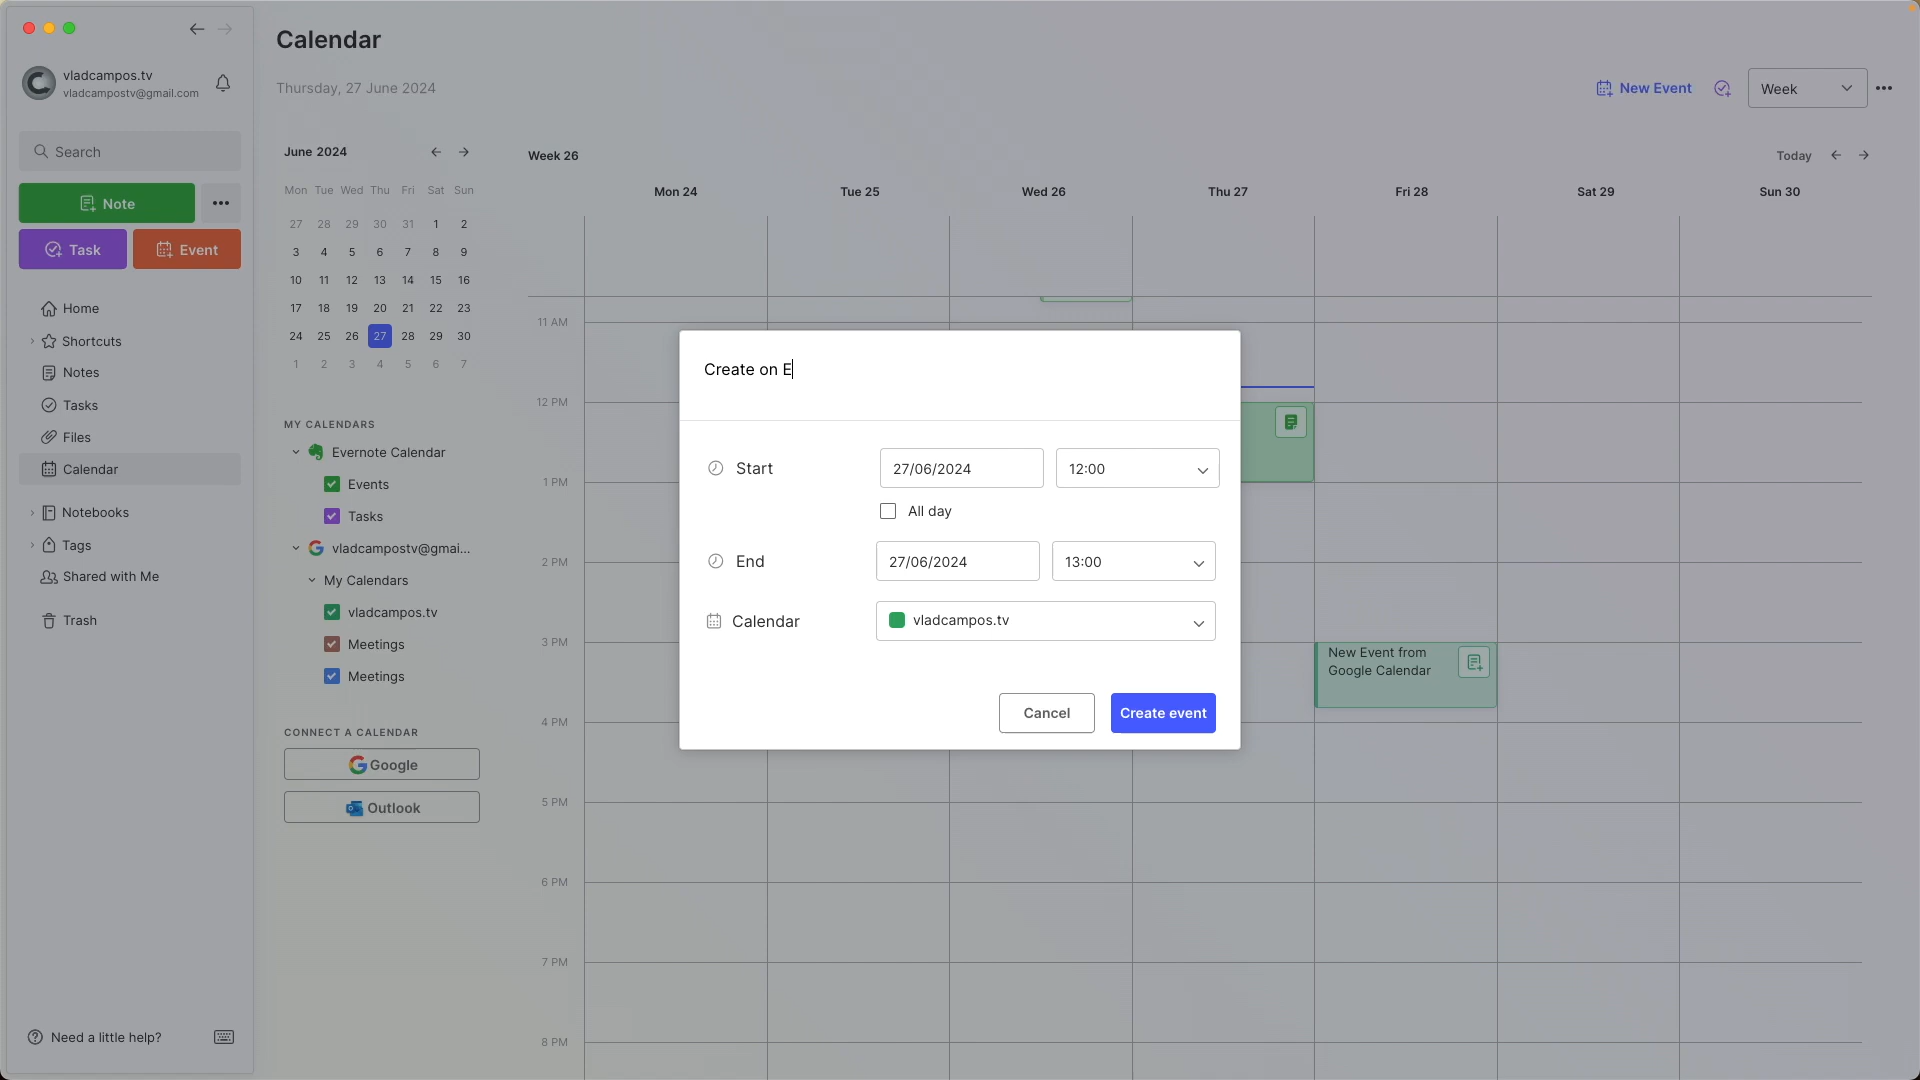 Calendar
vladcampos.tv
vladcampostv@gmail.com
Thursday, 27 June 2024
New Event
Week
Search
Note
Task
Event
Home
Shortcuts
Notes
Tasks
Files
Calendar
Notebooks
Tags
Shared with Me
Trash
Need a little help?
June 2024
Mon Tue Wed Thu Fri Sat Sun
27 28 29 30 31 1 2
3 4 5 6 7 8 9
10 11 12 13 14 15 16
17 18 19 20 21 22 23
24 25 26 27 28 29 30
1 2 3 4 5 6 7
MY CALENDARS
Evernote Calendar
Events
Tasks
vladcampostv@gmai...
My Calendars
vladcampos.tv
Meetings
Meetings
CONNECT A CALENDAR
Google
Outlook
Week 26
Today
Mon 24 Tue 25 Wed 26 Thu 27 Fri 28 Sat 29 Sun 30
11 AM
12 PM
1 PM
2 PM
3 PM
4 PM
5 PM
6 PM
7 PM
8 PM
New Event from
Google Calendar
Create on E
Start 27/06/2024 12:00
All day
End 27/06/2024 13:00
Calendar vladcampos.tv
Cancel Create event